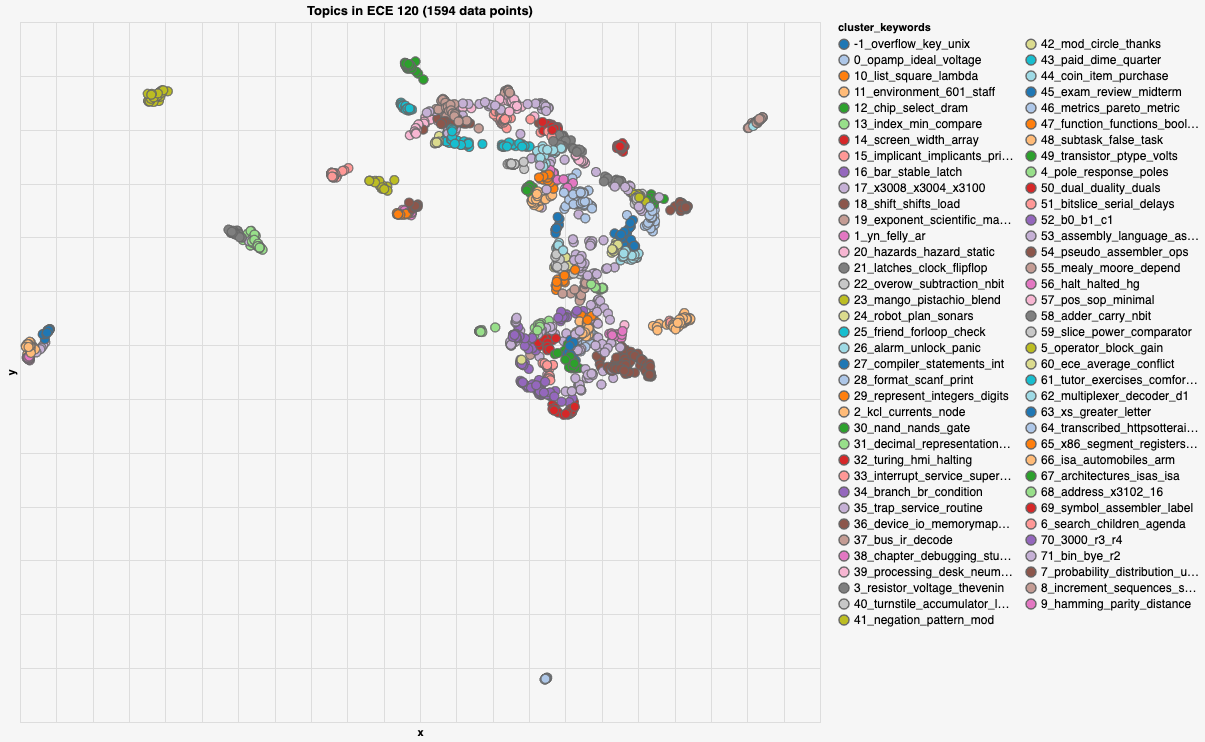 Topics in ECE 120 (1594 data points)
y
x
cluster_keywords
-1_overflow_key_unix
0_opamp_ideal_voltage
10_list_square_lambda
11_environment_601_staff
12_chip_select_dram
13_index_min_compare
14_screen_width_array
15_implicant_implicants_pri...
16_bar_stable_latch
17_x3008_x3004_x3100
18_shift_shifts_load
19_exponent_scientific_ma...
1_yn_felly_ar
20_hazards_hazard_static
21_latches_clock_flipflop
22_overow_subtraction_nbit
23_mango_pistachio_blend
24_robot_plan_sonars
25_friend_forloop_check
26_alarm_unlock_panic
27_compiler_statements_int
28_format_scanf_print
29_represent_integers_digits
2_kcl_currents_node
30_nand_nands_gate
31_decimal_representation...
32_turing_hmi_halting
33_interrupt_service_super...
34_branch_br_condition
35_trap_service_routine
36_device_io_memorymap...
37_bus_ir_decode
38_chapter_debugging_stu...
39_processing_desk_neum...
3_resistor_voltage_thevenin
40_turnstile_accumulator_l...
41_negation_pattern_mod
42_mod_circle_thanks
43_paid_dime_quarter
44_coin_item_purchase
45_exam_review_midterm
46_metrics_pareto_metric
47_function_functions_bool...
48_subtask_false_task
49_transistor_ptype_volts
4_pole_response_poles
50_dual_duality_duals
51_bitslice_serial_delays
52_b0_b1_c1
53_assembly_language_as...
54_pseudo_assembler_ops
55_mealy_moore_depend
56_halt_halted_hg
57_pos_sop_minimal
58_adder_carry_nbit
59_slice_power_comparator
5_operator_block_gain
60_ece_average_conflict
61_tutor_exercises_comfor...
62_multiplexer_decoder_d1
63_xs_greater_letter
64_transcribed_httpsotterai...
65_x86_segment_registers...
66_isa_automobiles_arm
67_architectures_isas_isa
68_address_x3102_16
69_symbol_assembler_label
6_search_children_agenda
70_3000_r3_r4
71_bin_bye_r2
7_probability_distribution_u...
8_increment_sequences_s...
9_hamming_parity_distance